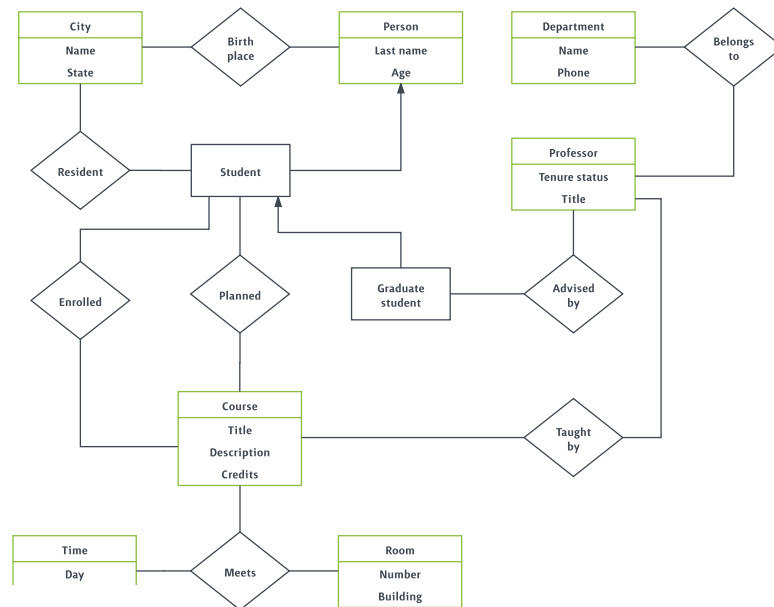 City
Name
State
Birth
place
Person
Last name
Age
Department
Name
Phone
Belongs
to
Resident
Student
Professor
Tenure status
Title
Enrolled
Planned
Graduate
student
Advised
by
Course
Title
Description
Credits
Taught
by
Time
Day
Meets
Room
Number
Building